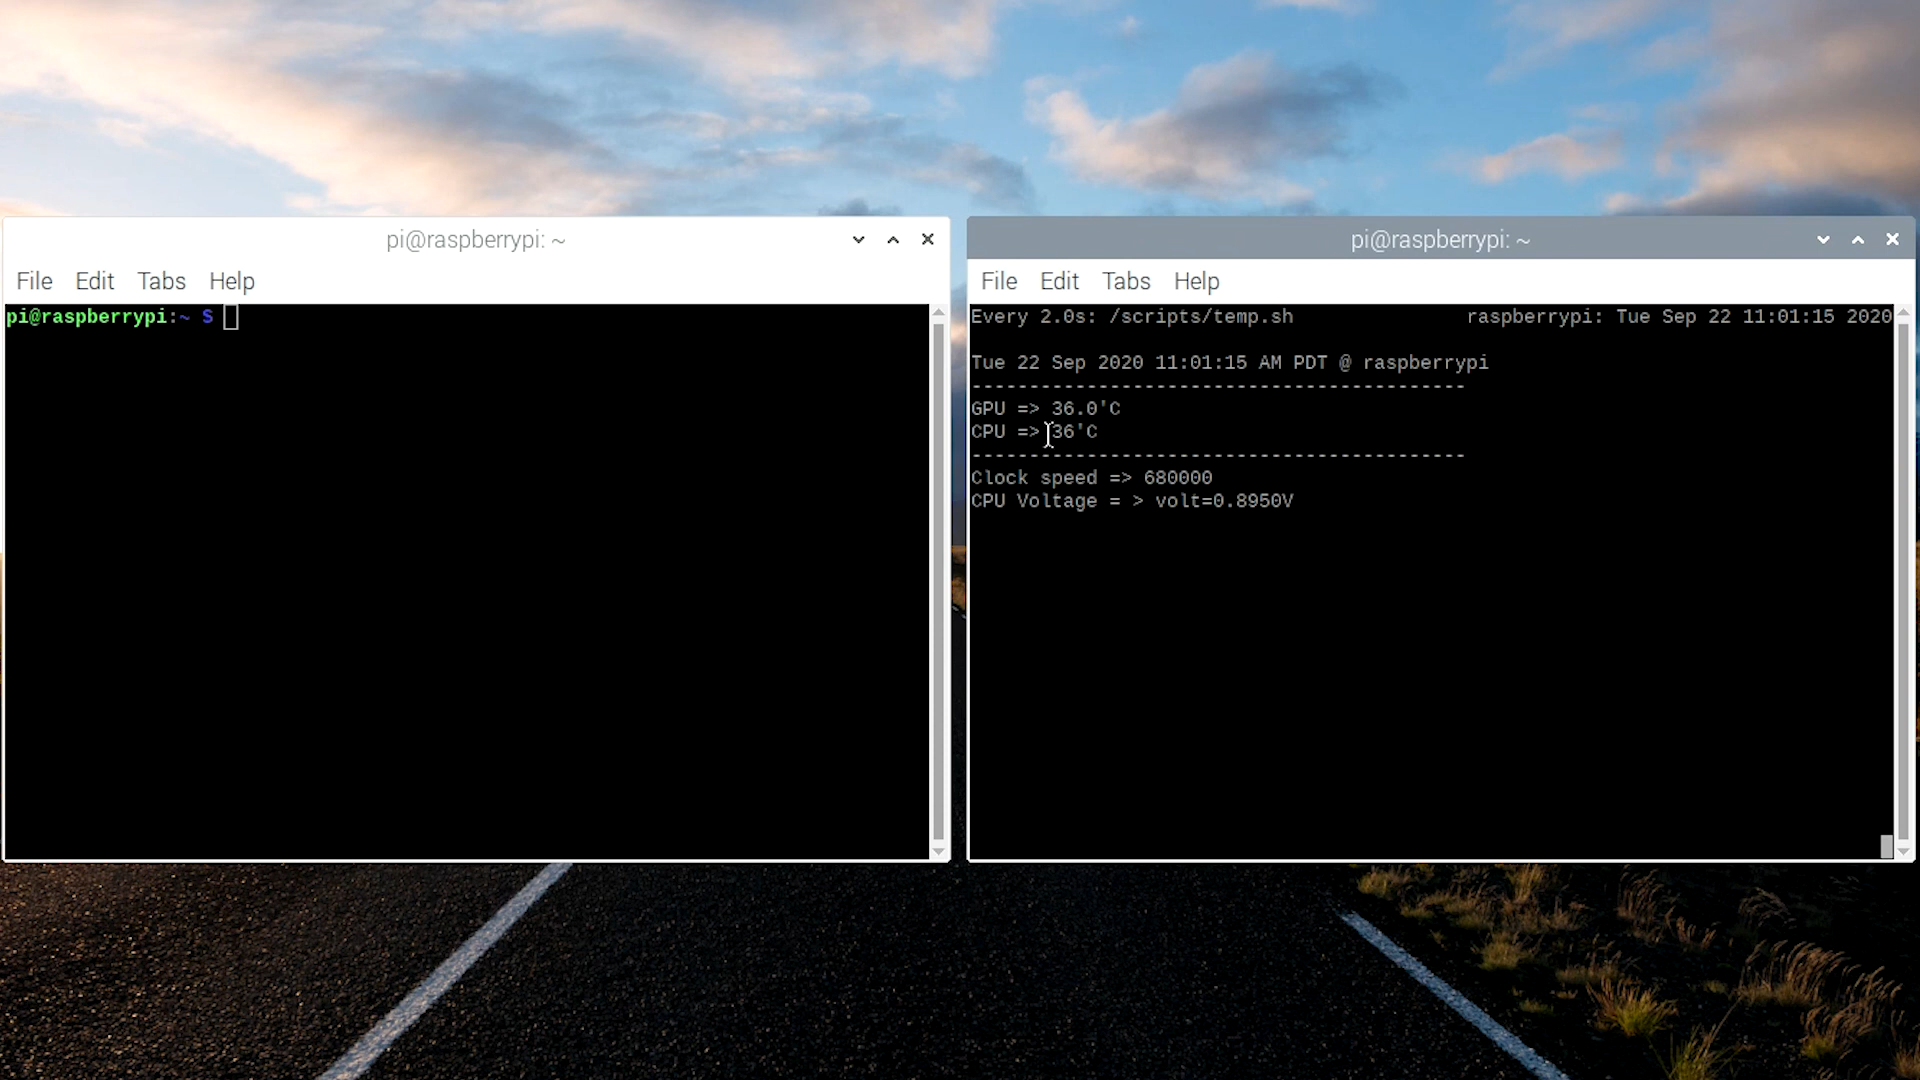 pi@raspberrypi: ~
File Edit Tabs Help
pi@raspberrypi:~ $
pi@raspberrypi: ~
File Edit Tabs Help
Every 2.0s: /scripts/temp.sh raspberrypi: Tue Sep 22 11:01:15 2020
Tue 22 Sep 2020 11:01:15 AM PDT @ raspberrypi
-------------------------------------------
GPU => 36.0'C
CPU => 36'C
-------------------------------------------
Clock speed => 680000
CPU Voltage = > volt=0.8950V